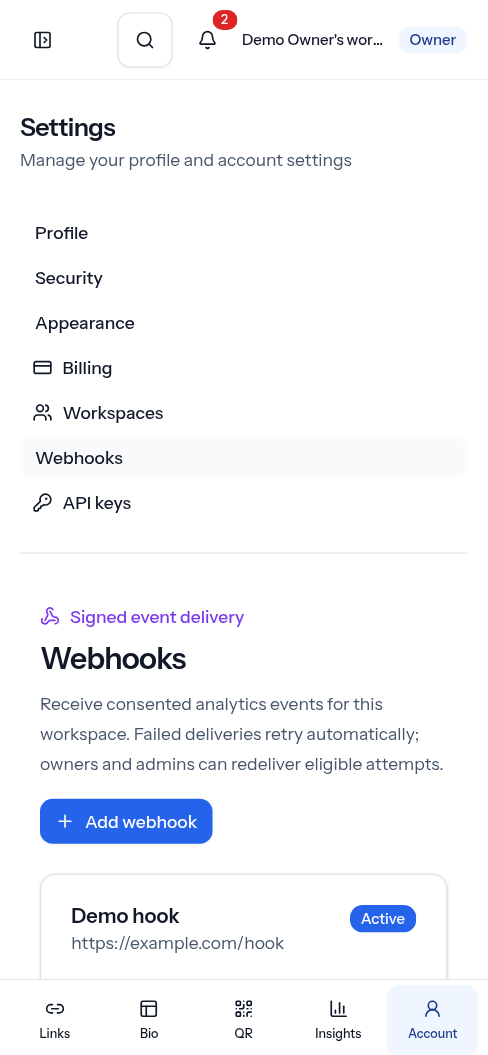 2
Demo Owner's wor...
Owner
Settings
Manage your profile and account settings
Profile
Security
Appearance
Billing
Workspaces
Webhooks
API keys
Signed event delivery
Webhooks
Receive consented analytics events for this
workspace. Failed deliveries retry automatically;
owners and admins can redeliver eligible attempts.
Add webhook
Demo hook
Active
https://example.com/hook
Links
Bio
QR
Insights
Account